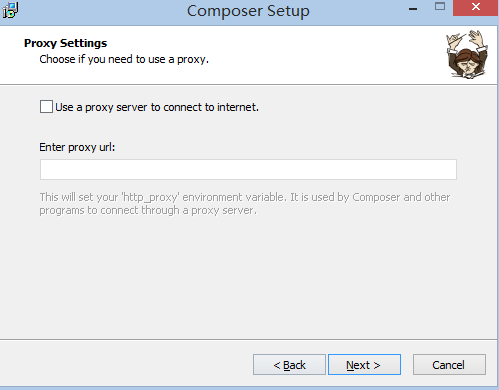 Composer Setup
Proxy Settings
Choose if you need to use a proxy.
Use a proxy server to connect to internet.
Enter proxy url:
This will set your 'http_proxy' environment variable. It is used by Composer and other
programs to connect through a proxy server.
< Back
Next >
Cancel